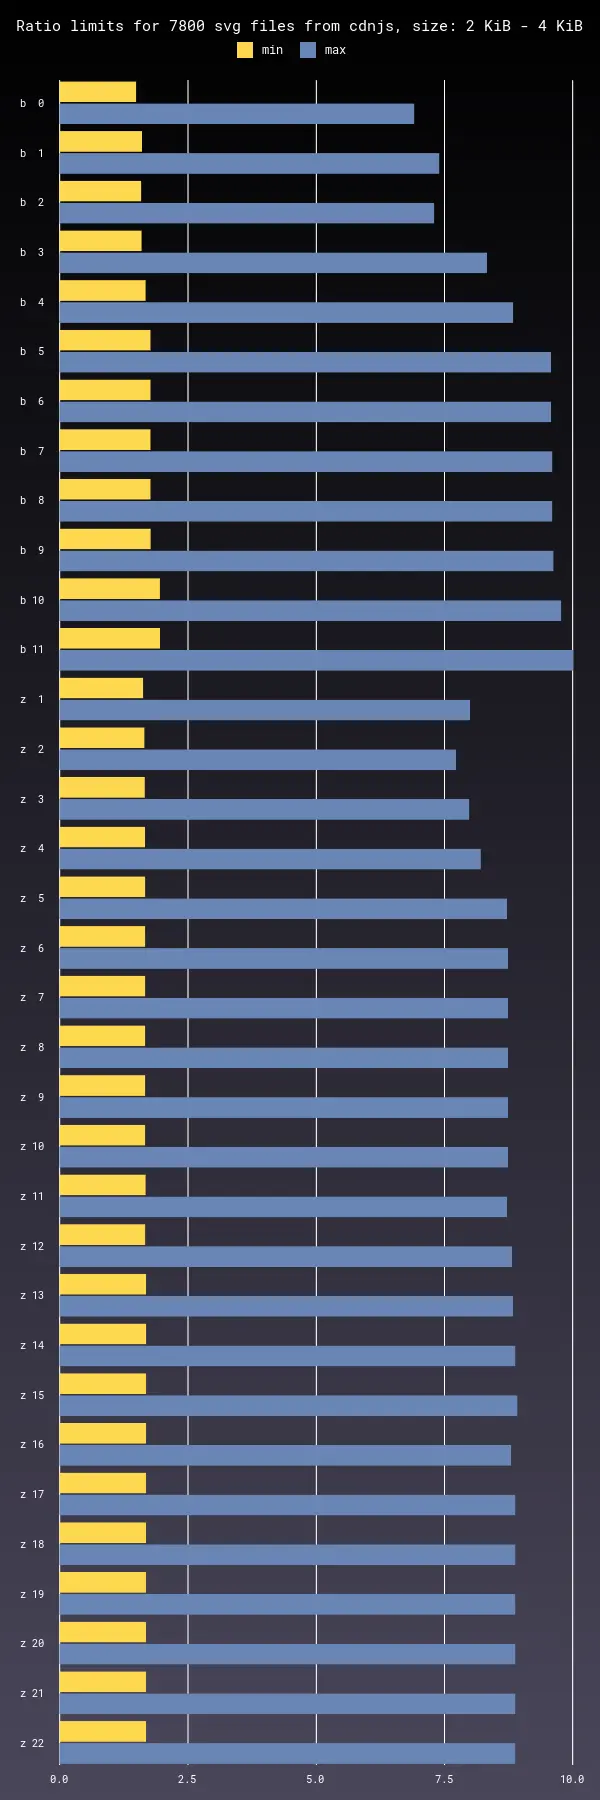 Ratio limits for 7800 svg files from cdnjs, size: 2 KiB - 4 KiB
min max
b 0
b 1
b 2
b 3
b 4
b 5
b 6
b 7
b 8
b 9
b 10
b 11
z 1
z 2
z 3
z 4
z 5
z 6
z 7
z 8
z 9
z 10
z 11
z 12
z 13
z 14
z 15
z 16
z 17
z 18
z 19
z 20
z 21
z 22
0.0 2.5 5.0 7.5 10.0